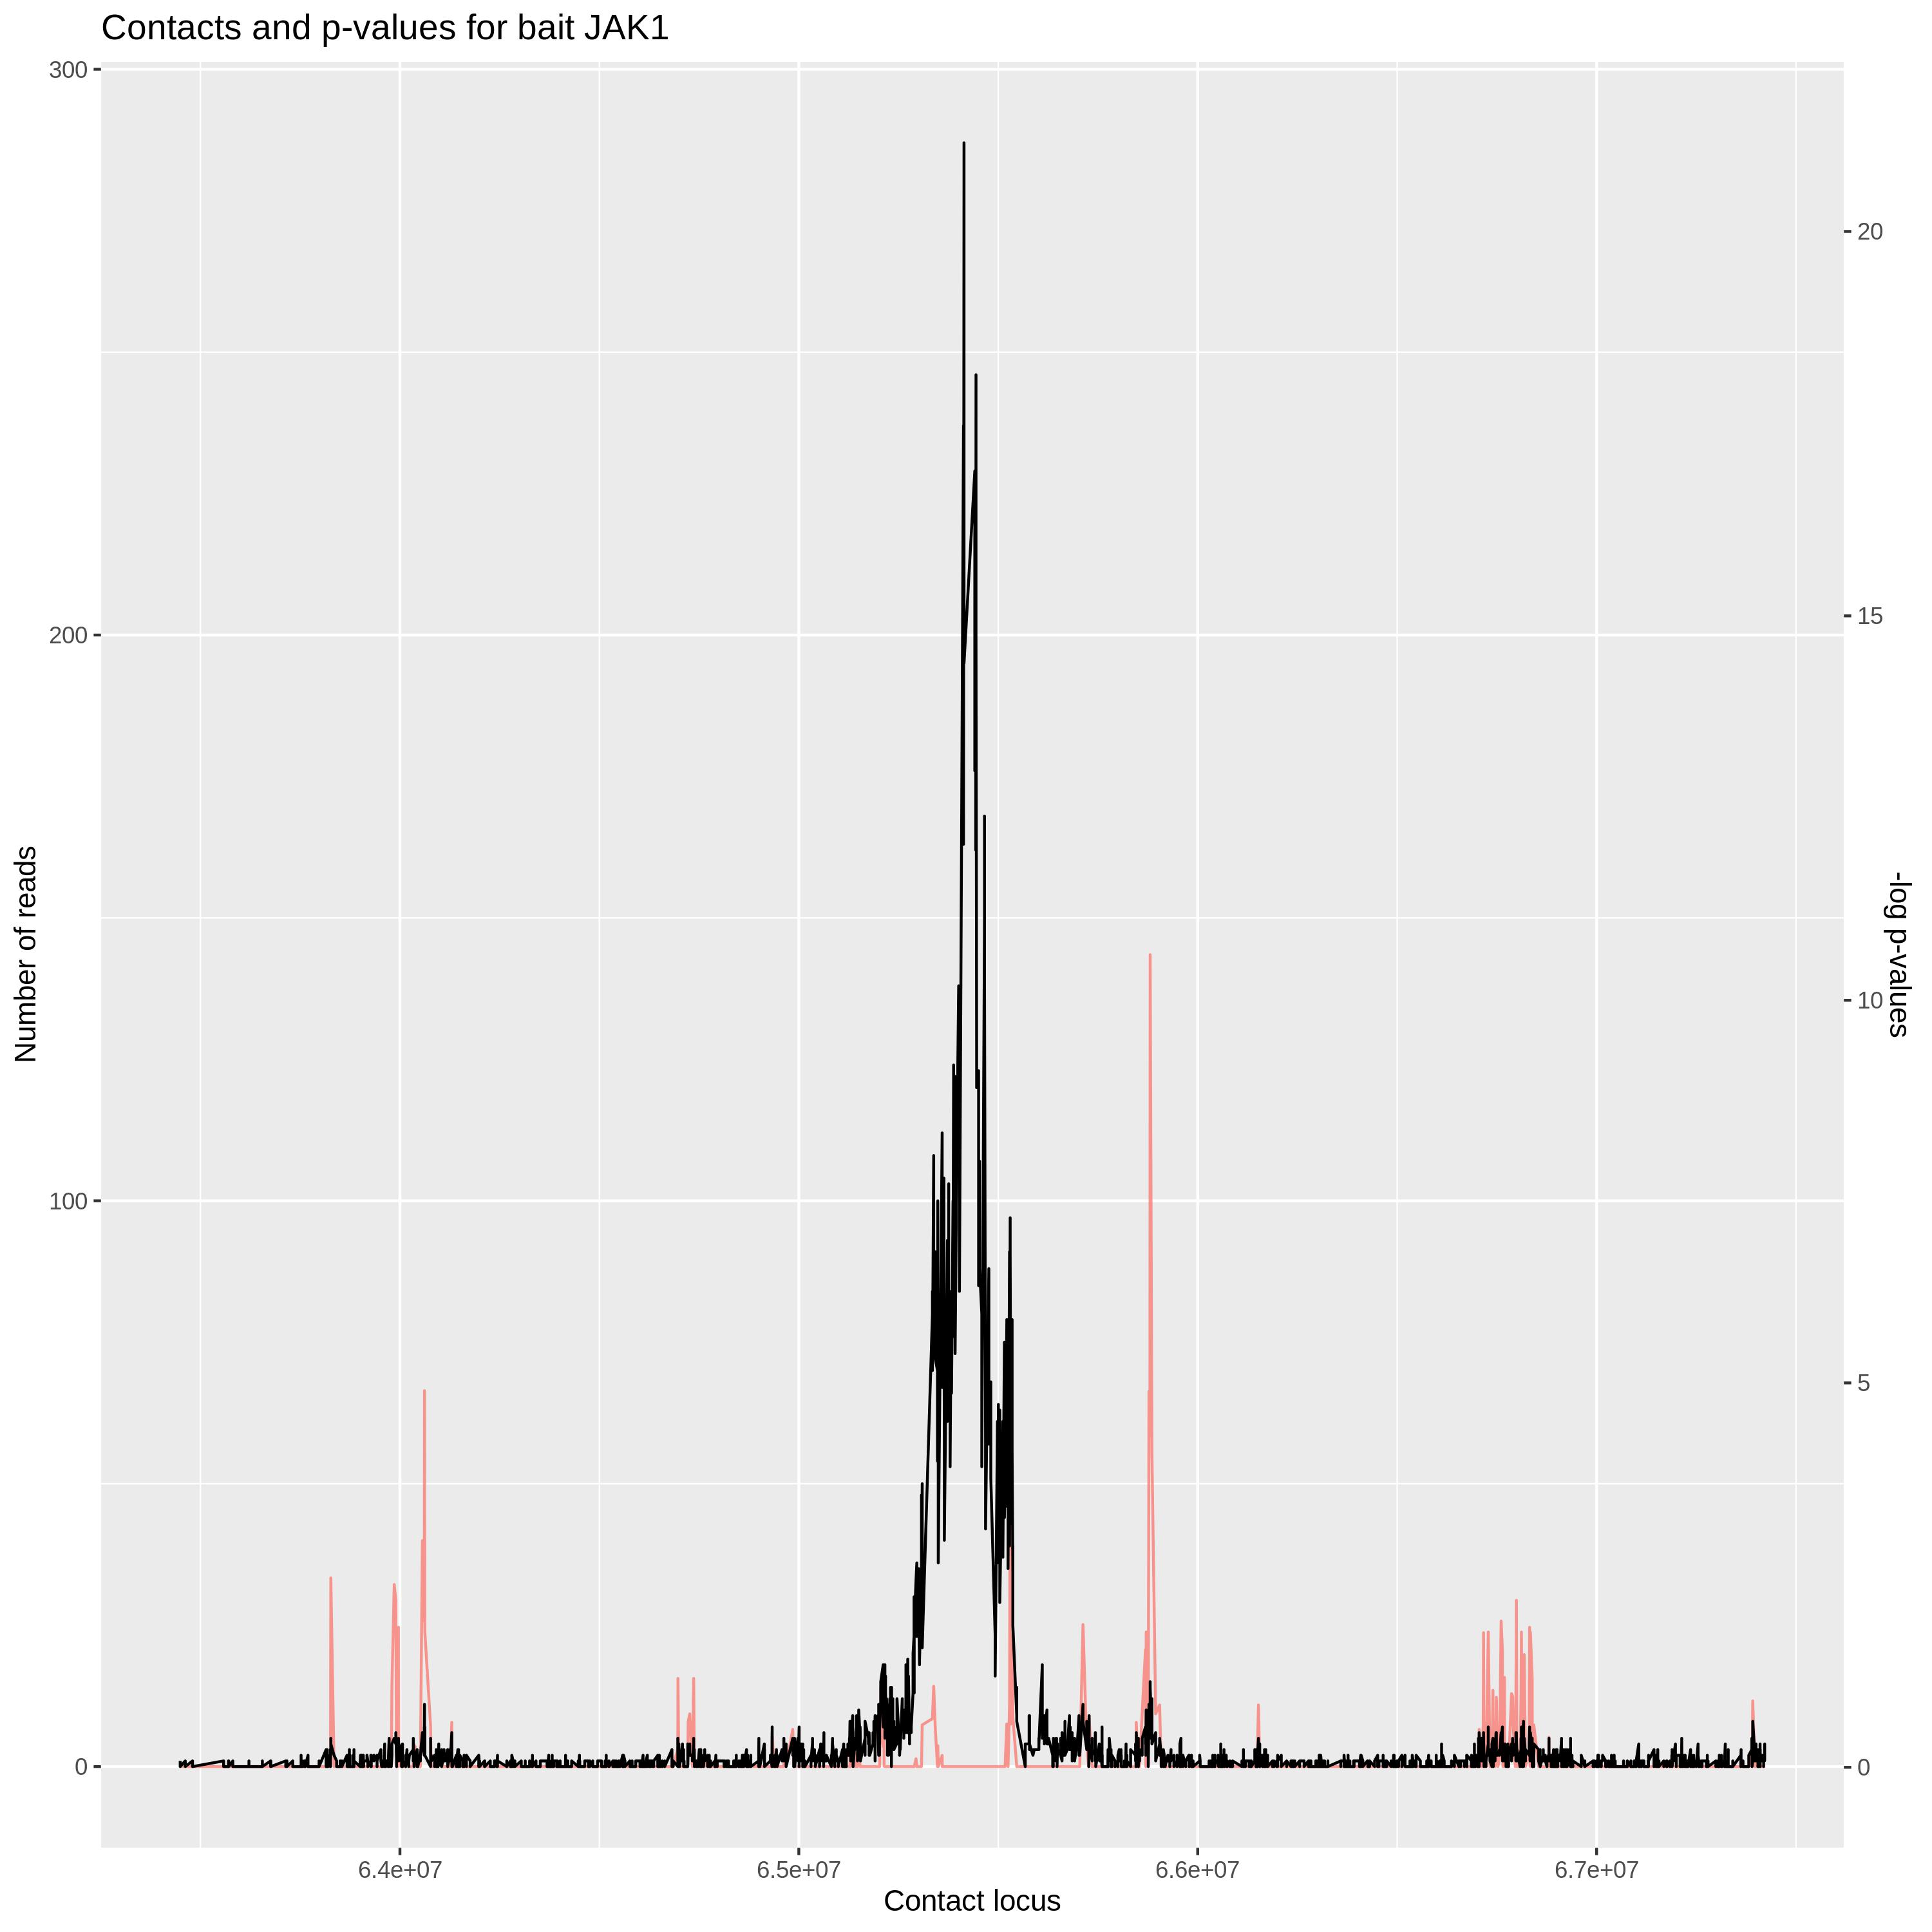 Contacts and p-values for bait JAK1
300
200
100
0
Number of reads
20
15
10
5
0
-log p-values
6.4e+07
6.5e+07
6.6e+07
6.7e+07
Contact locus